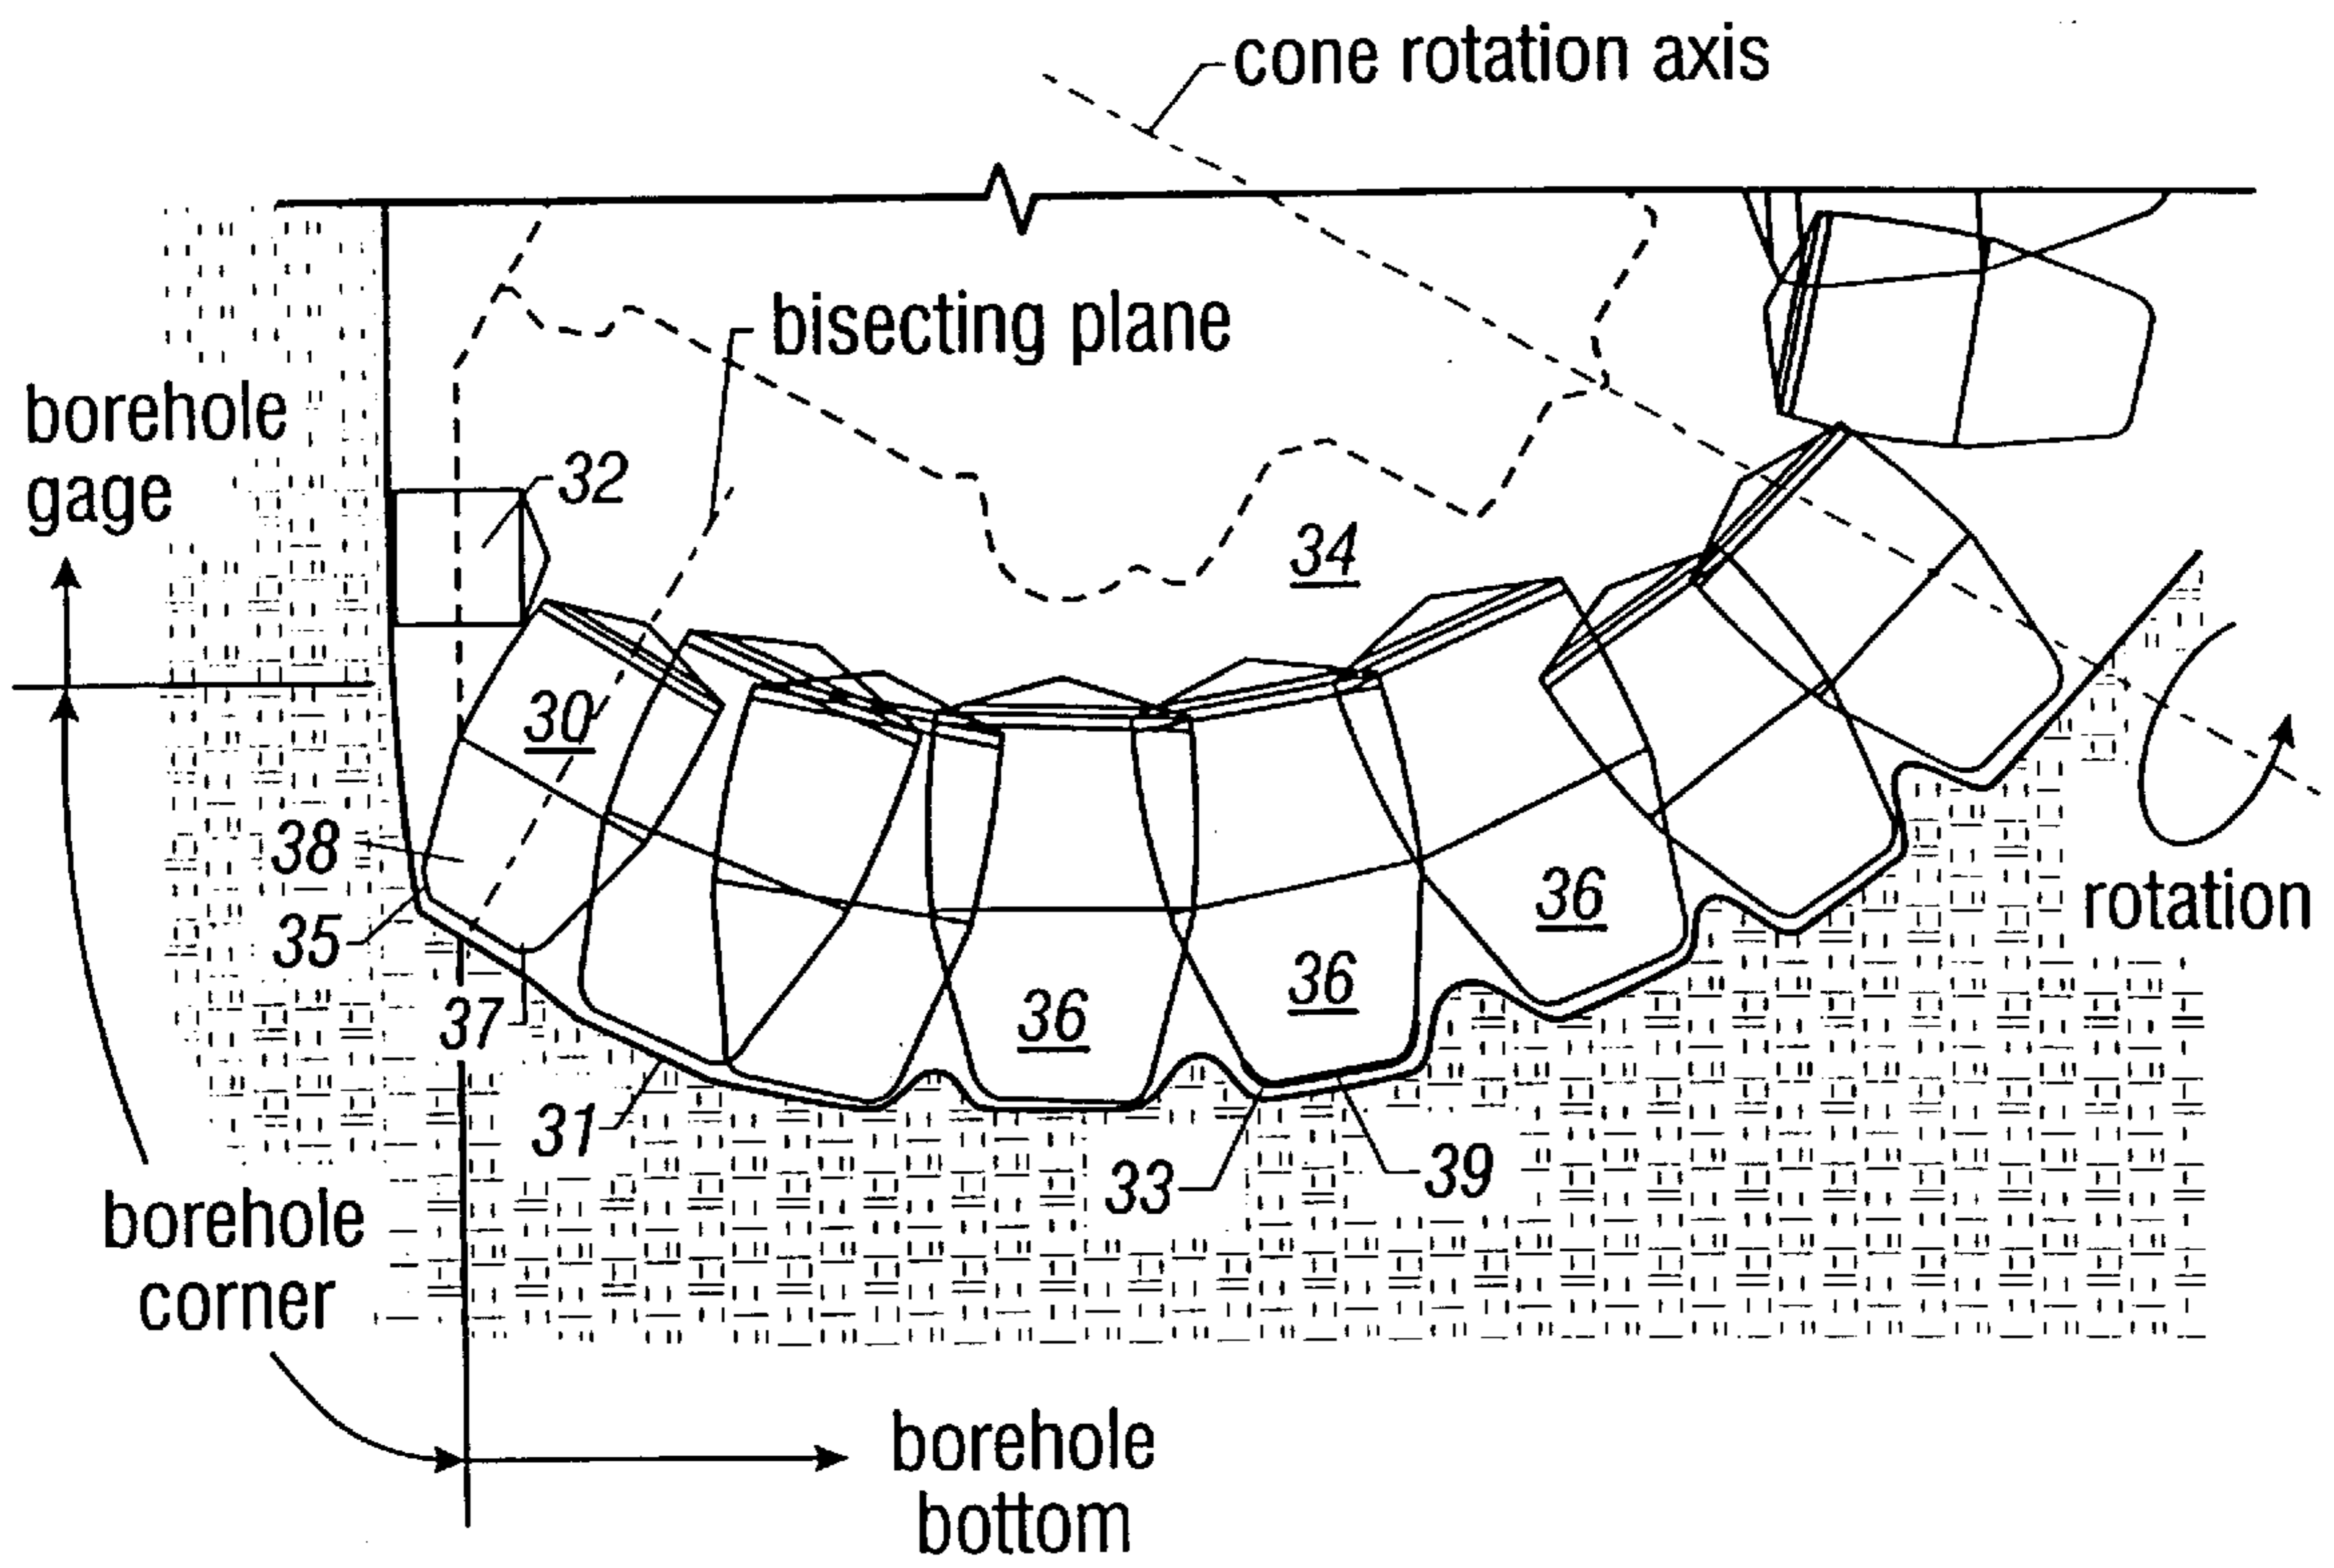 cone rotation axis
bisecting plane
borehole
gage
32
34
30
38
35
37
36
36
36
rotation
31
33
39
borehole
corner
borehole
bottom